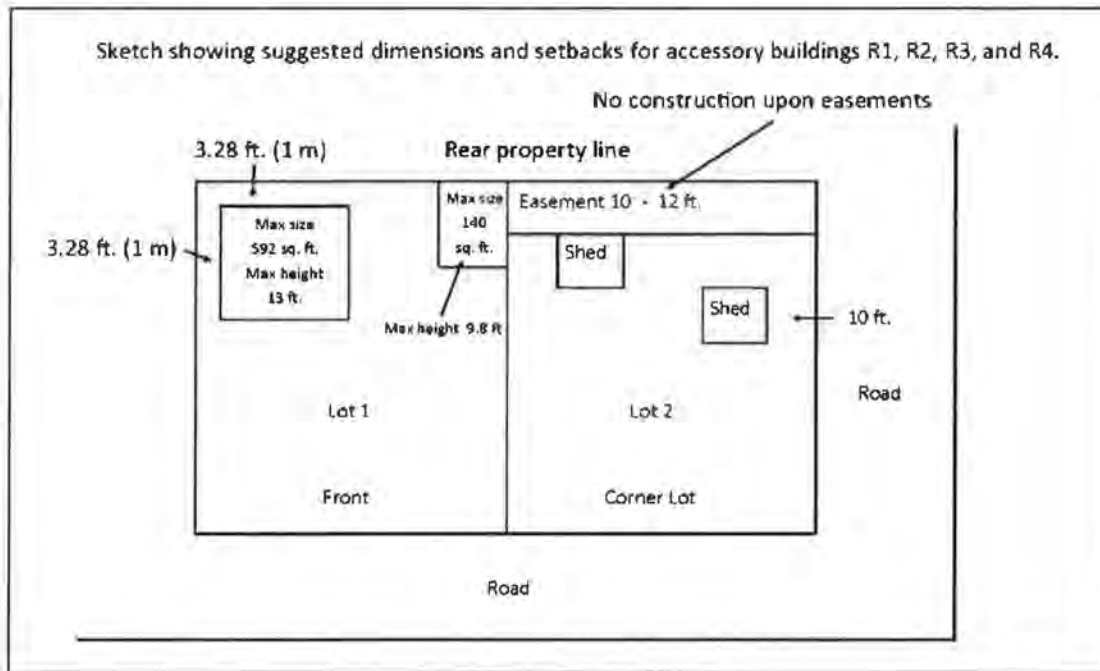 Sketch showing suggested dimensions and setbacks for accessory buildings R1, R2, R3, and R4.
No construction upon easements
3.28 ft. (1 m)
Rear property line
Max size
140
sq. ft.
Easement 10 - 12 ft.
Max size
592 sq. ft.
Max height
13 ft.
3.28 ft. (1 m)
Shed
Shed
10 ft.
Max height 9.8 ft
Road
Lot 1
Lot 2
Front
Corner Lot
Road